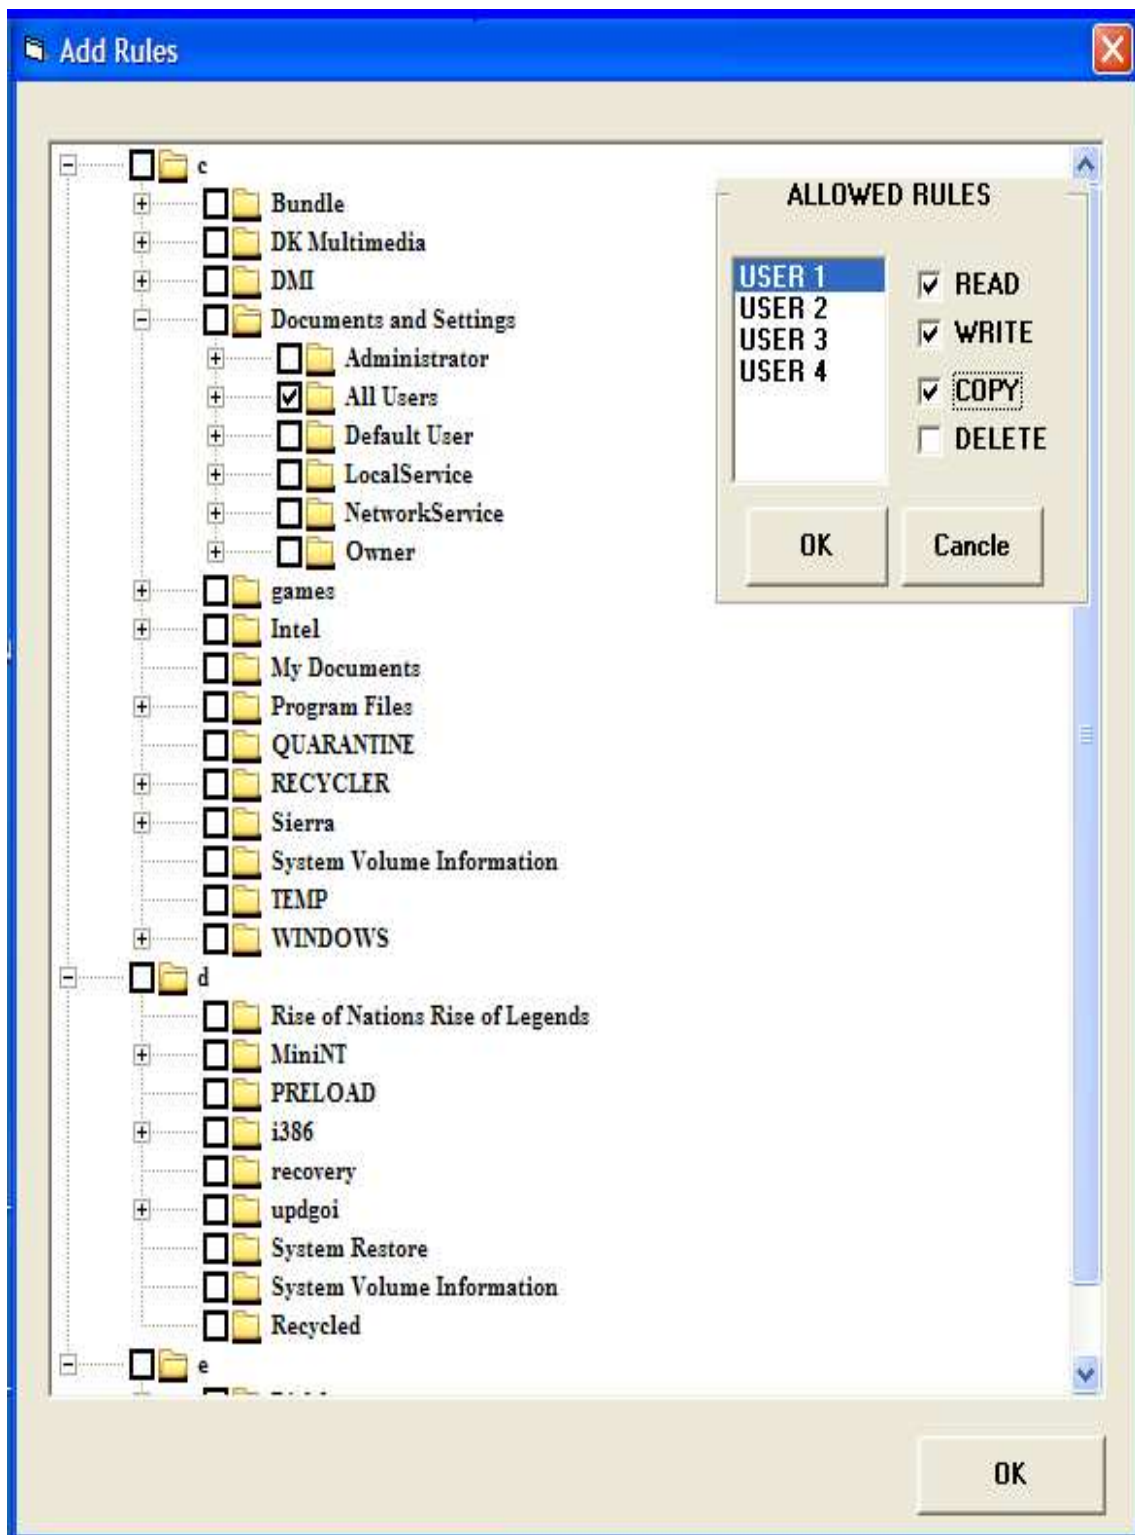 Add Rules
c
Bundle
DK Multimedia
DMI
Documents and Settings
Administrator
All Users
Default User
LocalService
NetworkService
Owner
games
Intel
My Documents
Program Files
QUARANTINE
RECYCLER
Sierra
System Volume Information
TEMP
WINDOWS
d
Rise of Nations Rise of Legends
MiniNT
PRELOAD
i386
recovery
updgoi
System Restore
System Volume Information
Recycled
e
ALLOWED RULES
USER 1
USER 2
USER 3
USER 4
READ
WRITE
COPY
DELETE
OK
Cancle
OK